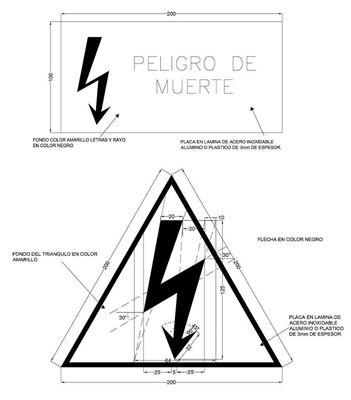 200
100
PELIGRO DE
MUERTE
FONDO COLOR AMARILLO LETRAS Y RAYO
EN COLOR NEGRO
PLACA EN LAMINA DE ACERO INOXIDABLE
ALUMINIO O PLASTICO DE 3mm DE ESPESOR.
20
10
20
FLECHA EN COLOR NEGRO
FONDO DEL TRIANGULO EN COLOR
AMARILLO
200
200
30°
125
30°
PLACA EN LAMINA DE
ACERO INOXIDABLE
ALUMINIO O PLASTICO
DE 3mm DE ESPESOR
32
64
25
5
25
200